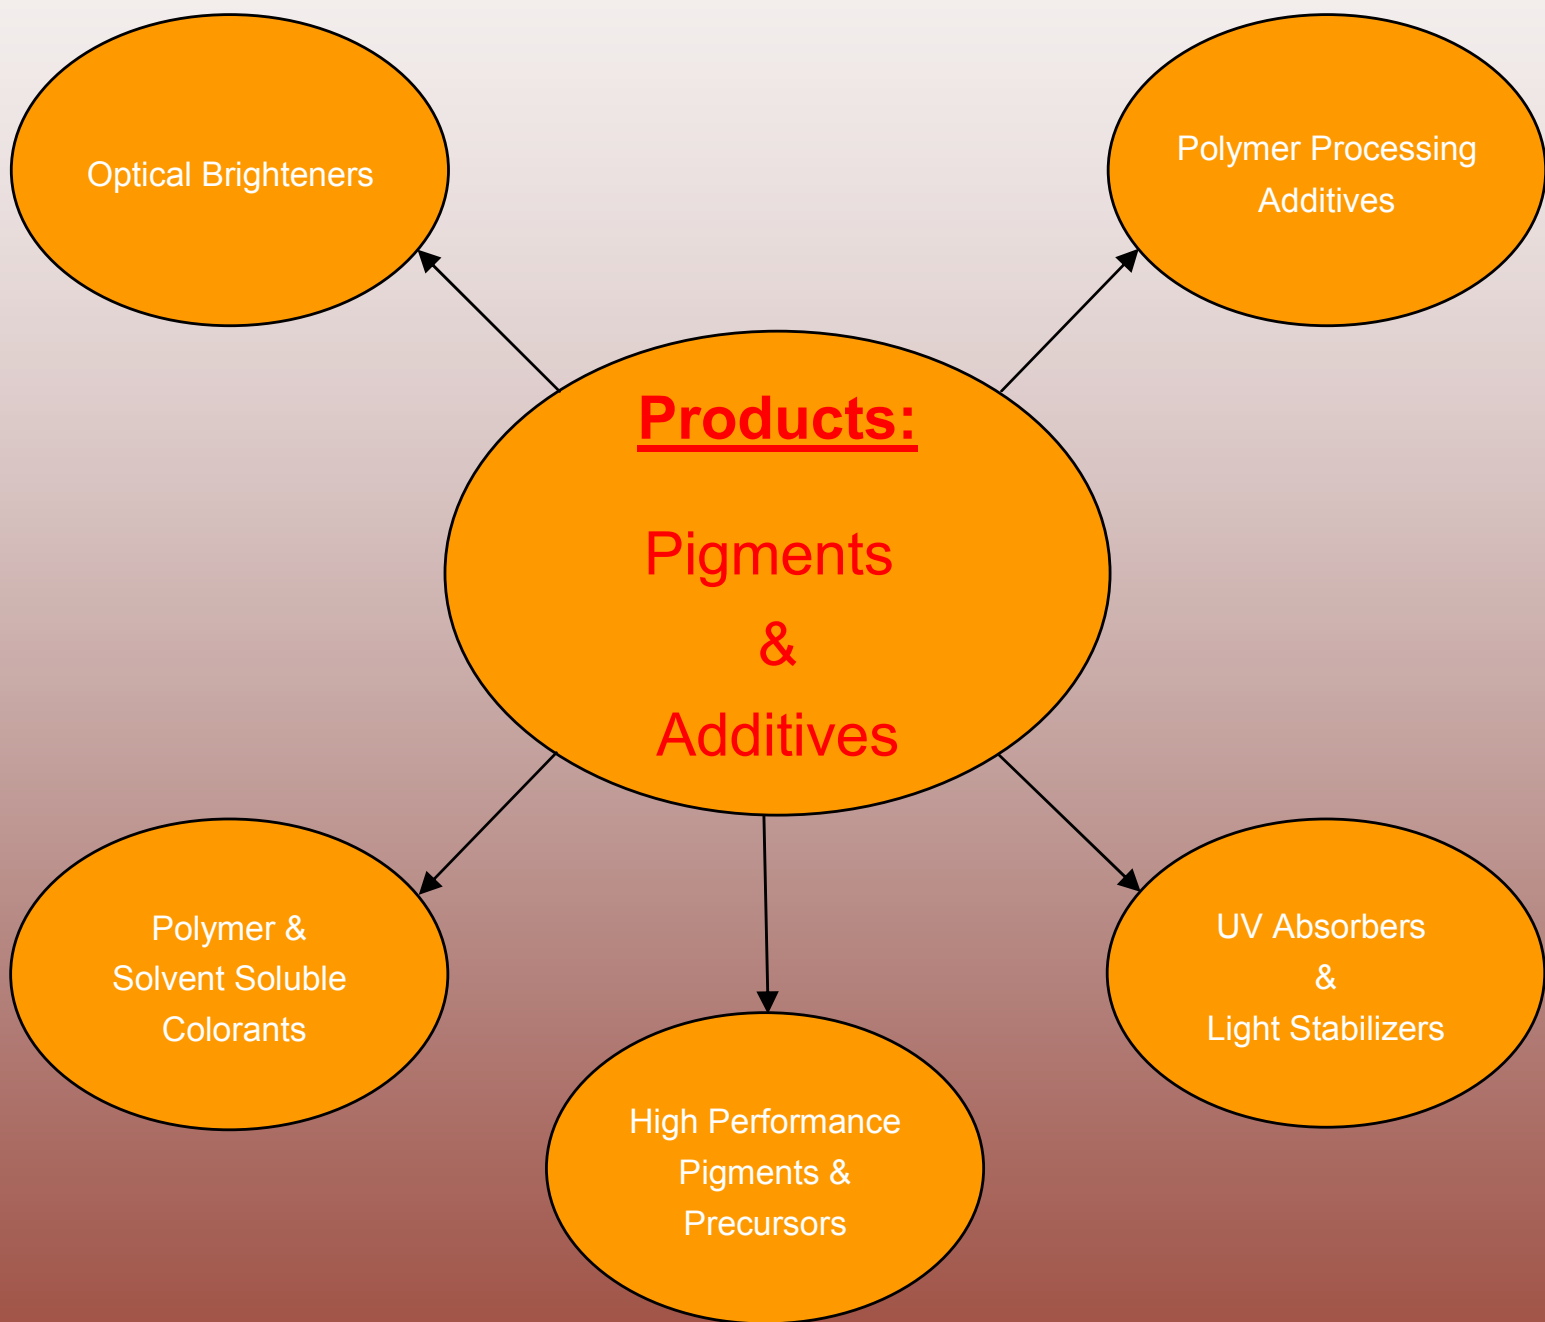 Optical Brighteners
Polymer Processing
Additives
Products:
Pigments
&
Additives
Polymer &
Solvent Soluble
Colorants
High Performance
Pigments &
Precursors
UV Absorbers
&
Light Stabilizers